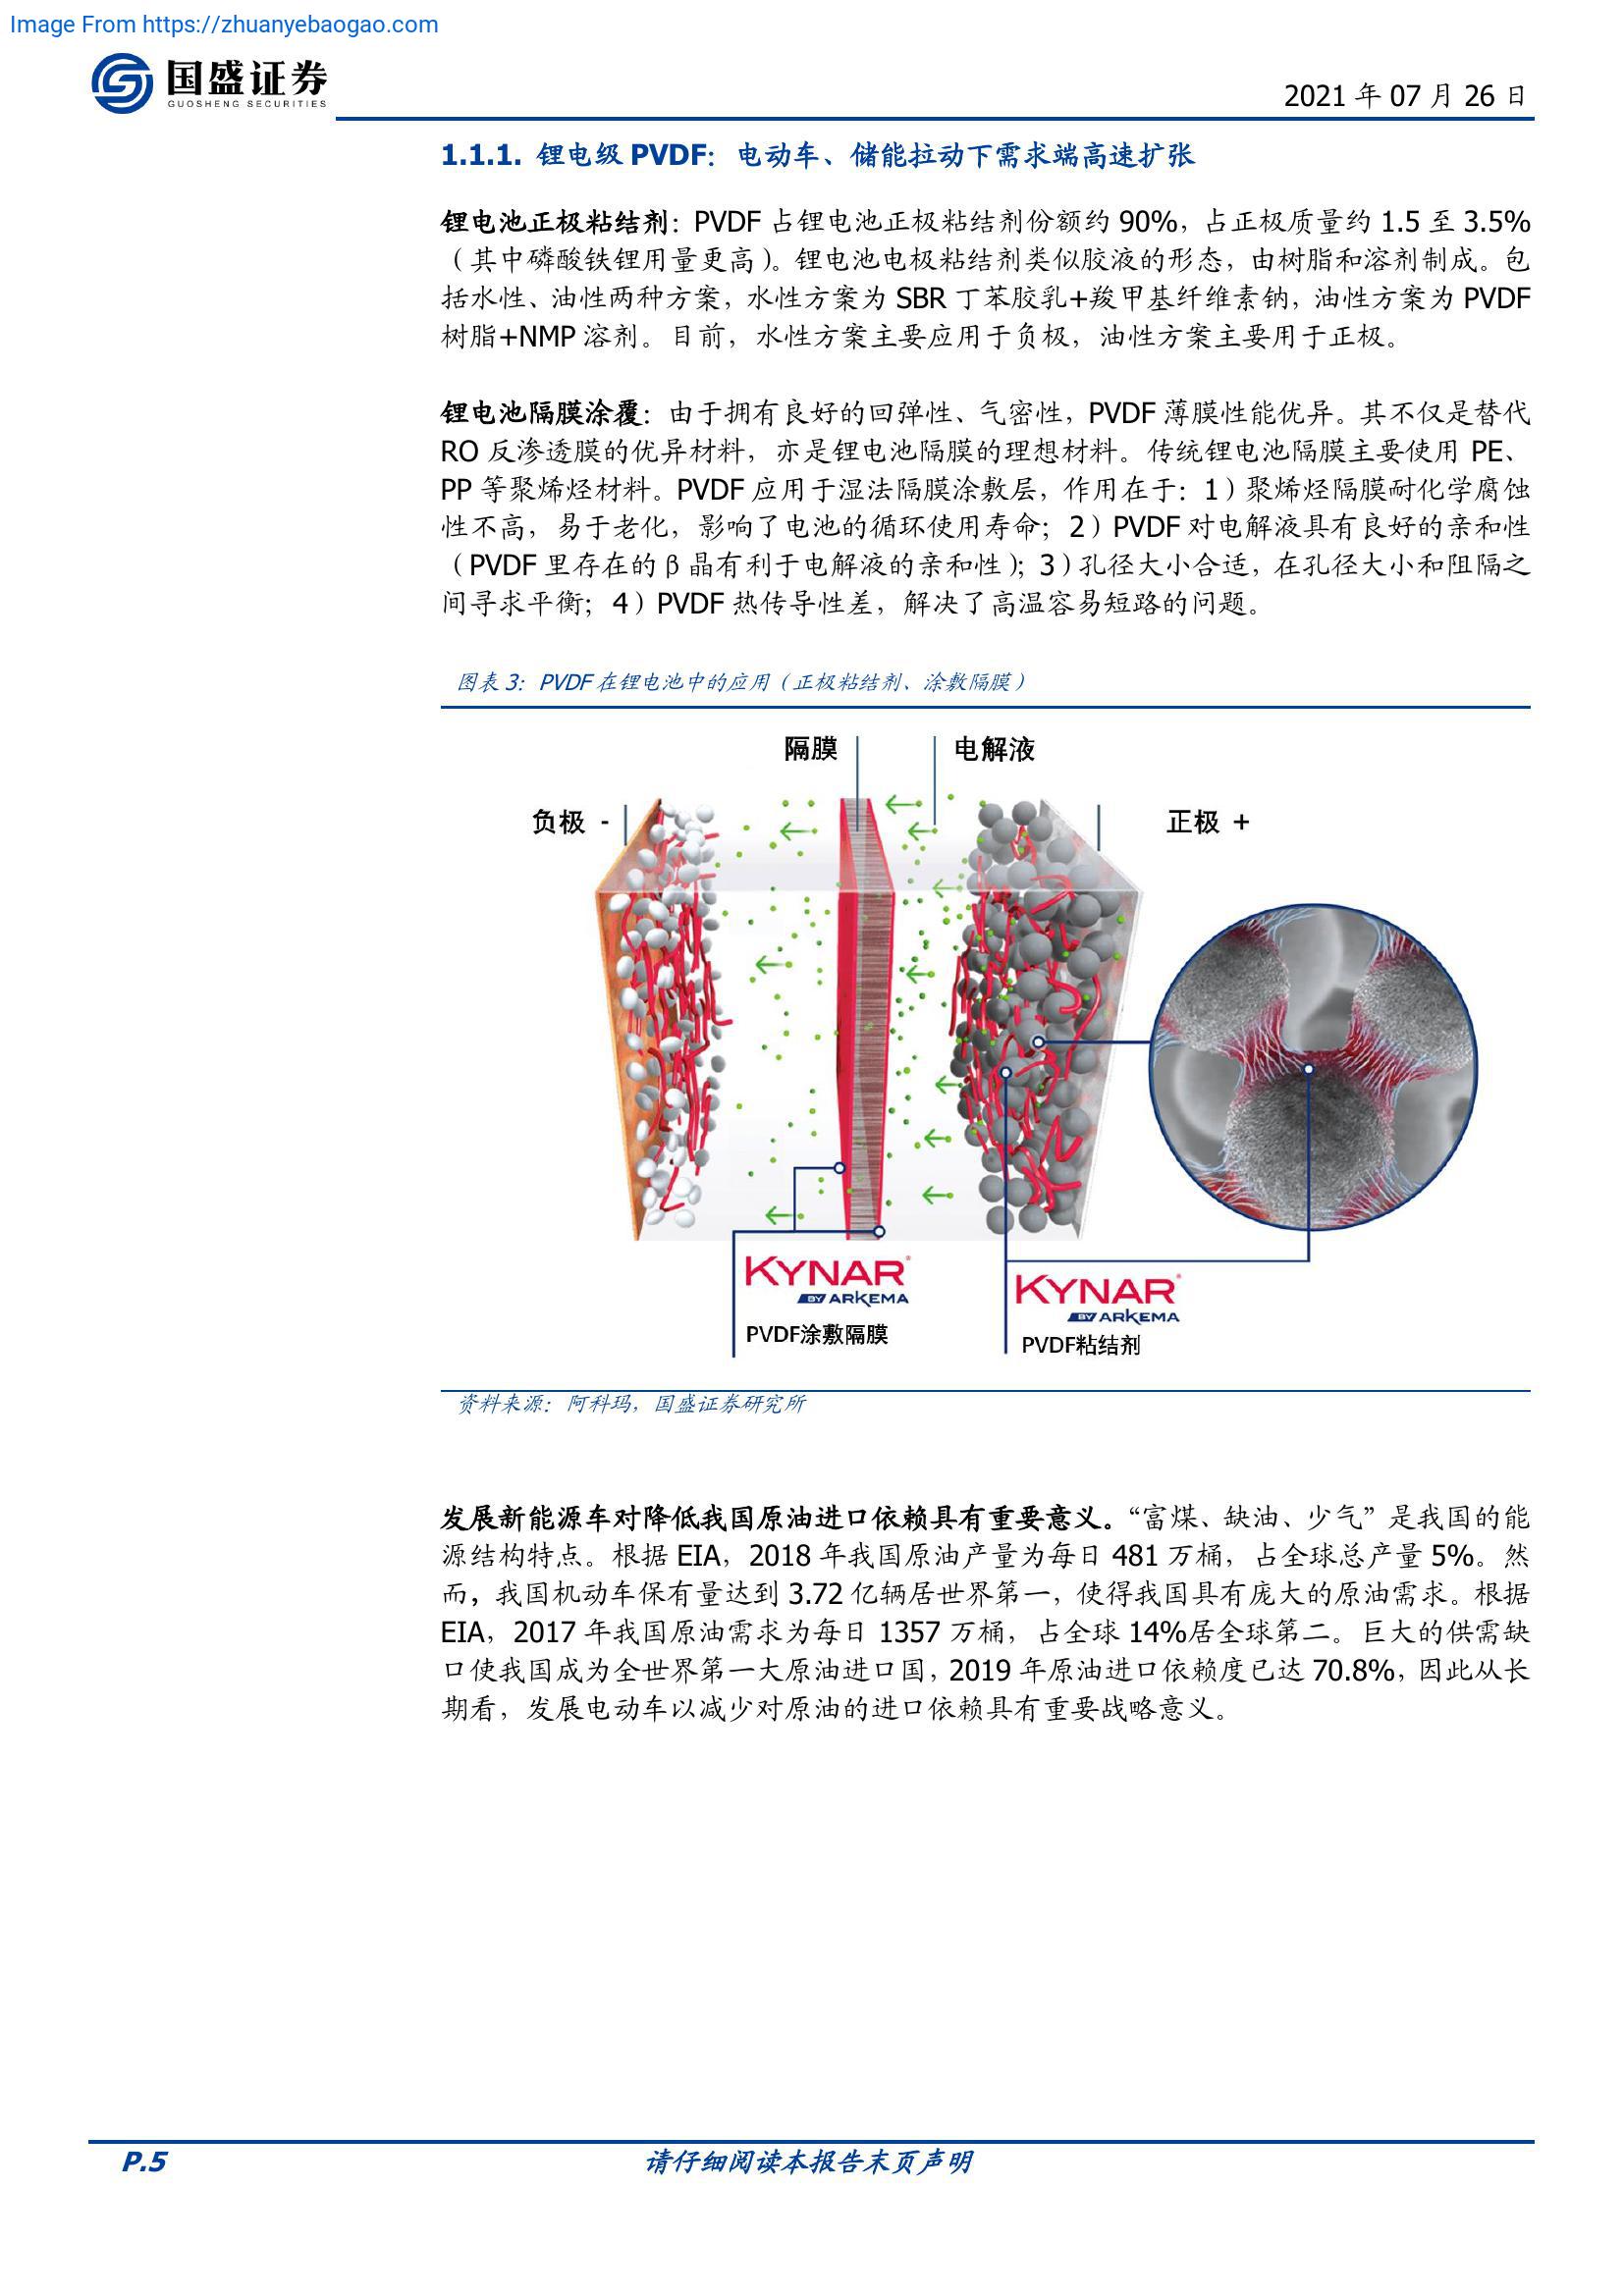 Image From https://zhuanyebaogao.com
国盛证券
GUOSHENG SECURITIES
2021 年 07 月 26 日
1.1.1. 锂电级 PVDF：电动车、储能拉动下需求端高速扩张
锂电池正极粘结剂：PVDF 占锂电池正极粘结剂份额约 90%，占正极质量约 1.5 至 3.5%
（其中磷酸铁锂用量更高）。锂电池电极粘结剂类似胶液的形态，由树脂和溶剂制成。包
括水性、油性两种方案，水性方案为 SBR 丁苯胶乳+羧甲基纤维素钠，油性方案为 PVDF
树脂+NMP 溶剂。目前，水性方案主要应用于负极，油性方案主要用于正极。
锂电池隔膜涂覆：由于拥有良好的回弹性、气密性，PVDF 薄膜性能优异。其不仅是替代
RO 反渗透膜的优异材料，亦是锂电池隔膜的理想材料。传统锂电池隔膜主要使用 PE、
PP 等聚烯烃材料。PVDF 应用于湿法隔膜涂敷层，作用在于：1）聚烯烃隔膜耐化学腐蚀
性不高，易于老化，影响了电池的循环使用寿命；2）PVDF 对电解液具有良好的亲和性
（PVDF 里存在的 β 晶有利于电解液的亲和性）；3）孔径大小合适，在孔径大小和阻隔之
间寻求平衡；4）PVDF 热传导性差，解决了高温容易短路的问题。
图表 3：PVDF 在锂电池中的应用（正极粘结剂、涂敷隔膜）
隔膜 电解液
负极 - 正极 +
KYNAR®
BY ARKEMA
PVDF涂敷隔膜
KYNAR®
BY ARKEMA
PVDF粘结剂
资料来源：阿科玛，国盛证券研究所
发展新能源车对降低我国原油进口依赖具有重要意义。“富煤、缺油、少气”是我国的能
源结构特点。根据 EIA，2018 年我国原油产量为每日 481 万桶，占全球总产量 5%。然
而，我国机动车保有量达到 3.72 亿辆居世界第一，使得我国具有庞大的原油需求。根据
EIA，2017 年我国原油需求为每日 1357 万桶，占全球 14%居全球第二。巨大的供需缺
口使我国成为全世界第一大原油进口国，2019 年原油进口依赖度已达 70.8%，因此从长
期看，发展电动车以减少对原油的进口依赖具有重要战略意义。
P.5
请仔细阅读本报告末页声明